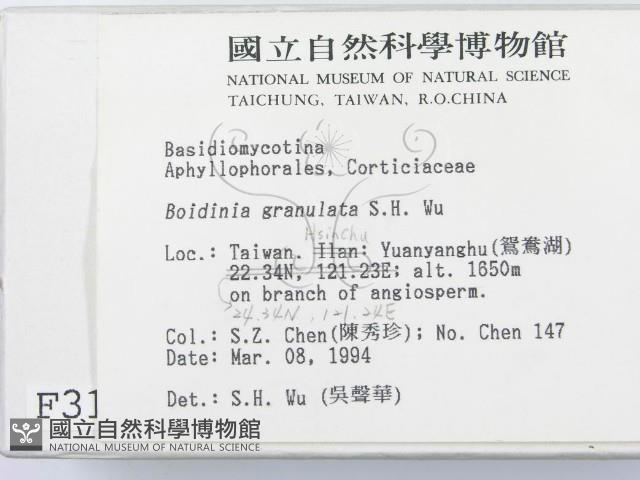 國立自然科學博物館
NATIONAL MUSEUM OF NATURAL SCIENCE
TAICHUNG, TAIWAN, R.O.CHINA
Basidiomycotina
Aphyllophorales, Corticiaceae
Boidinia granulata S.H. Wu
Hsinchu
Loc.: Taiwan. Ilan: Yuanyanghu(鴛鴦湖)
22.34N, 121.23E; alt. 1650m
on branch of angiosperm.
24.34N, 121.24E
Col.: S.Z. Chen(陳秀珍); No. Chen 147
Date: Mar. 08, 1994
Det.: S.H. Wu (吳聲華)
F31
國立自然科學博物館
NATIONAL MUSEUM OF NATURAL SCIENCE